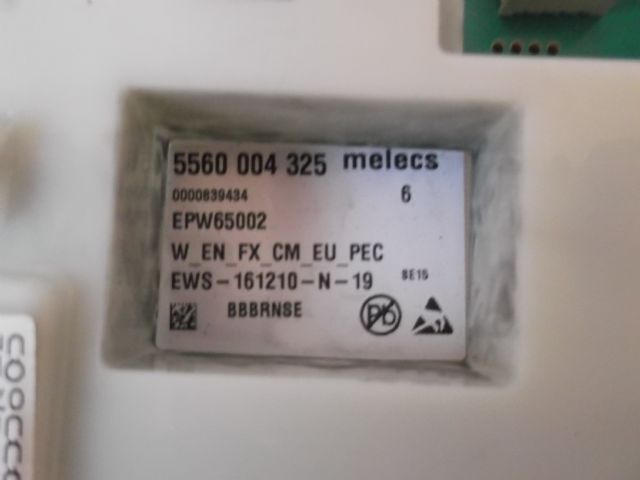 5560 004 325 melecs
0000839434 6
EPW65002
W_EN_FX_CM_EU_PEC
EWS-161210-N-19 SE15
BBBRNSE Pb